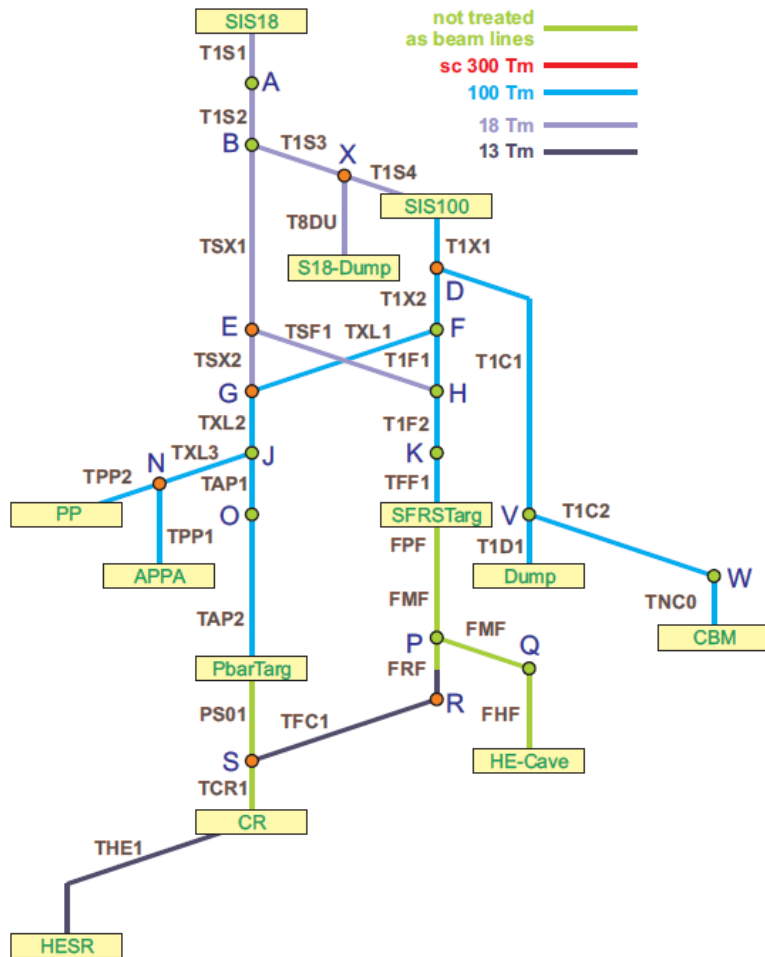 SIS18
not treated
as beam lines
T1S1
sc 300 Tm
A
100 Tm
T1S2
18 Tm
B
T1S3
X
T1S4
13 Tm
SIS100
T8DU
TSX1
S18-Dump
T1X1
D
T1X2
E
TSF1
TXL1
F
TSX2
T1F1
T1C1
G
H
TXL2
T1F2
N
TXL3
J
K
TPP2
TAP1
TFF1
PP
O
SFRSTarg
V
T1C2
TPP1
FPF
T1D1
W
APPA
Dump
TNC0
FMF
TAP2
FMF
CBM
P
Q
PbarTarg
FRF
PS01
TFC1
R
FHF
S
HE-Cave
TCR1
CR
THE1
HESR